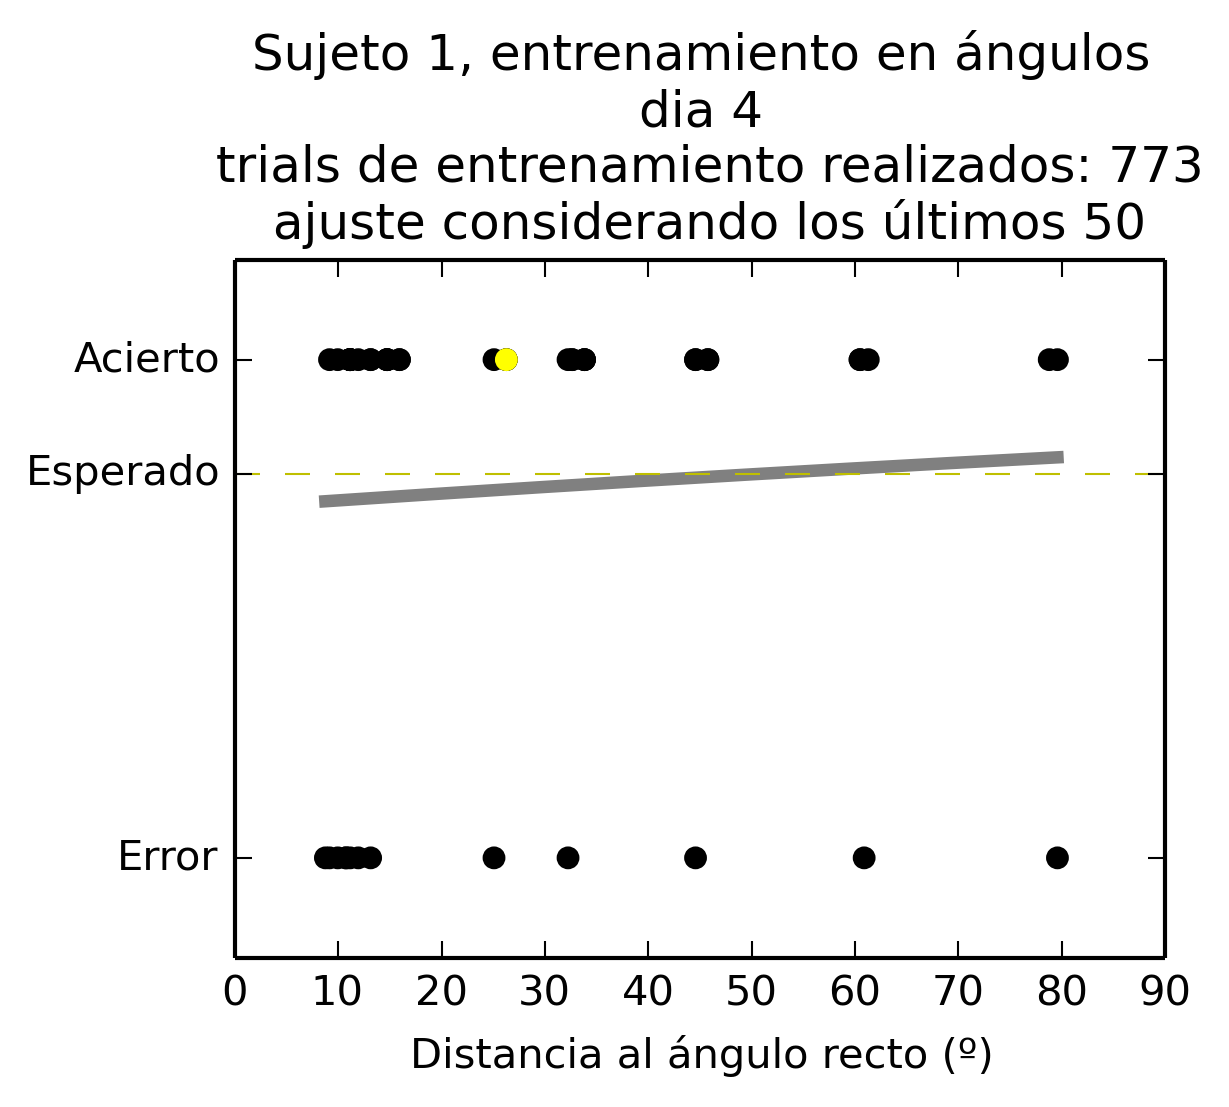 Sujeto 1, entrenamiento en ángulos
dia 4
trials de entrenamiento realizados: 773
ajuste considerando los últimos 50
Acierto
Esperado
Error
0 10 20 30 40 50 60 70 80 90
Distancia al ángulo recto (º)